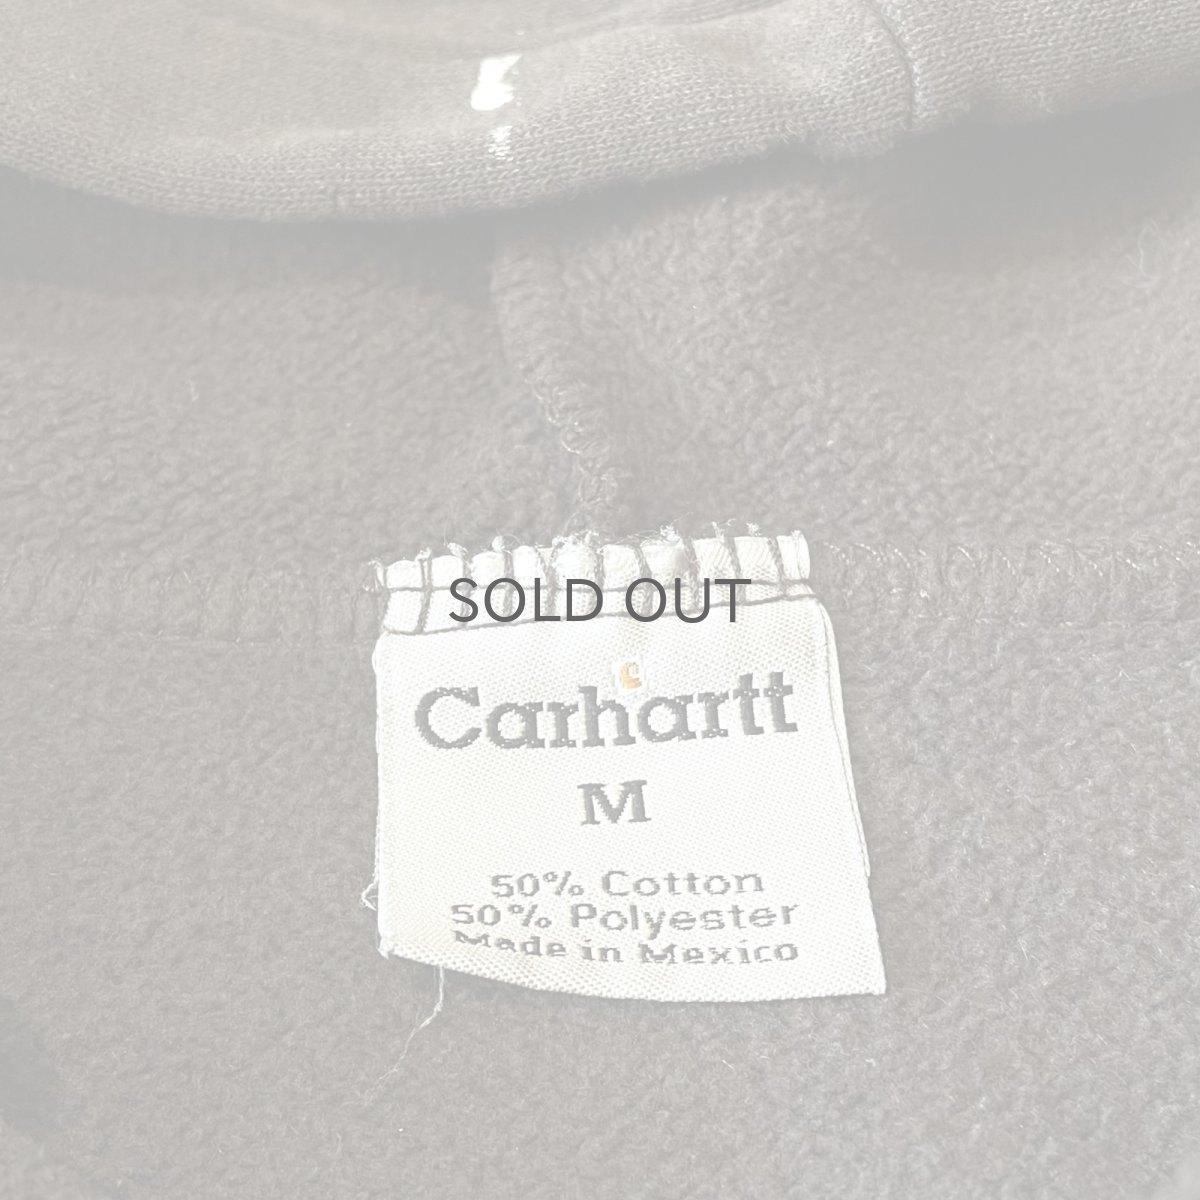 SOLD OUT
Carhartt
M
50% Cotton
50% Polyester
Made in Mexico